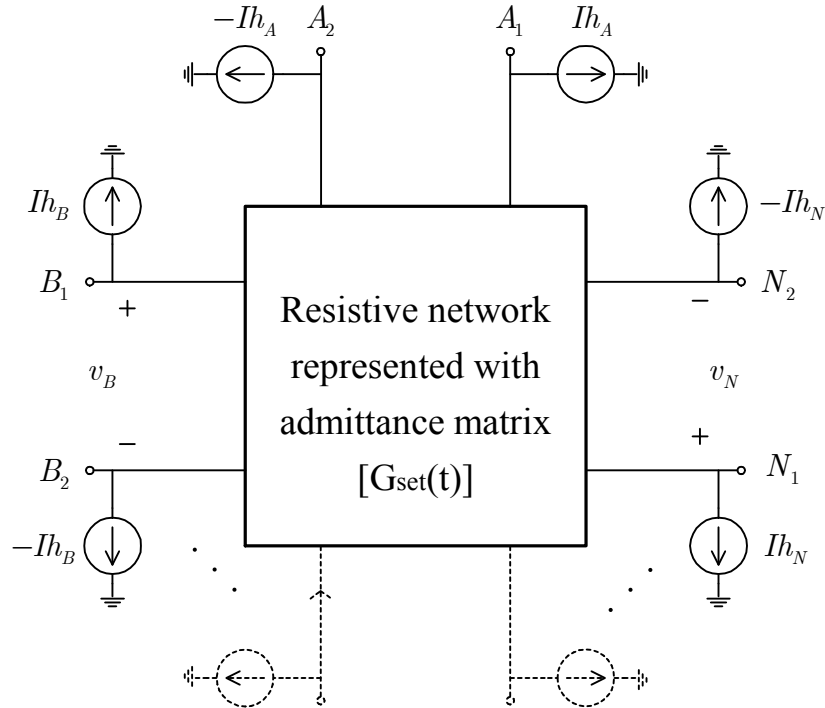 −Ih_A A_2 A_1 Ih_A
Ih_B −Ih_N
B_1 N_2
+ −
Resistive network
represented with
admittance matrix
[Gset(t)]
v_B v_N
− +
B_2 N_1
−Ih_B Ih_N